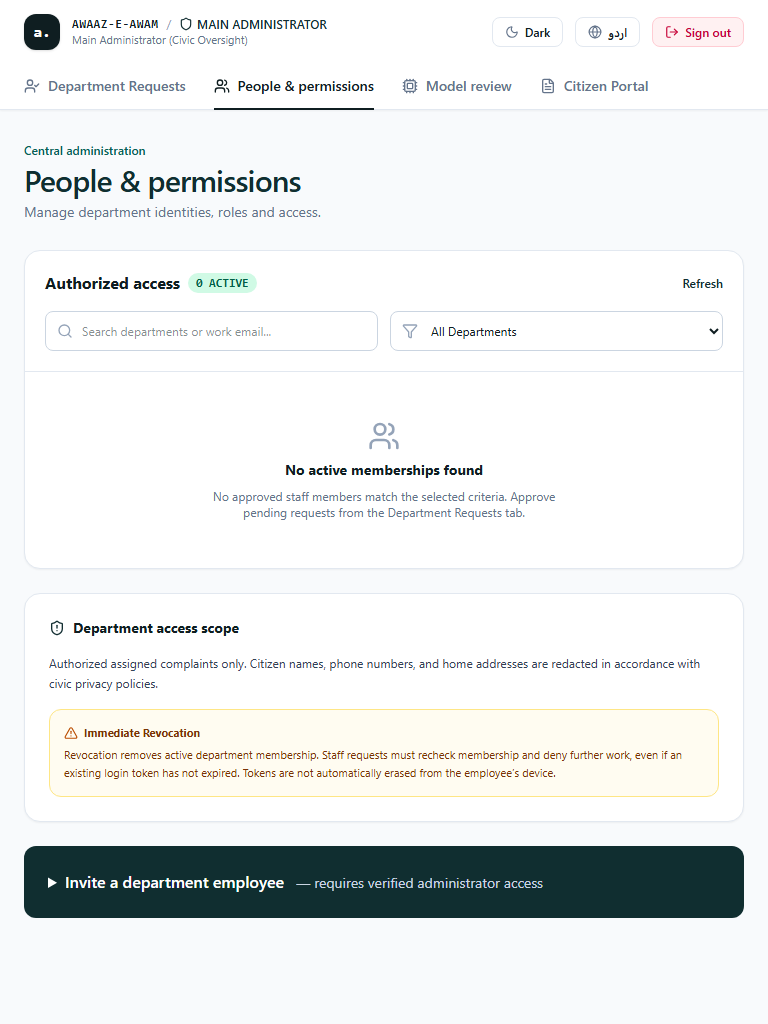 a.
AWAAZ-E-AWAM / MAIN ADMINISTRATOR
Main Administrator (Civic Oversight)
Dark
اردو
Sign out
Department Requests
People & permissions
Model review
Citizen Portal
Central administration
People & permissions
Manage department identities, roles and access.
Authorized access 0 ACTIVE
Refresh
Search departments or work email...
All Departments
No active memberships found
No approved staff members match the selected criteria. Approve
pending requests from the Department Requests tab.
Department access scope
Authorized assigned complaints only. Citizen names, phone numbers, and home addresses are redacted in accordance with
civic privacy policies.
Immediate Revocation
Revocation removes active department membership. Staff requests must recheck membership and deny further work, even if an
existing login token has not expired. Tokens are not automatically erased from the employee's device.
Invite a department employee — requires verified administrator access